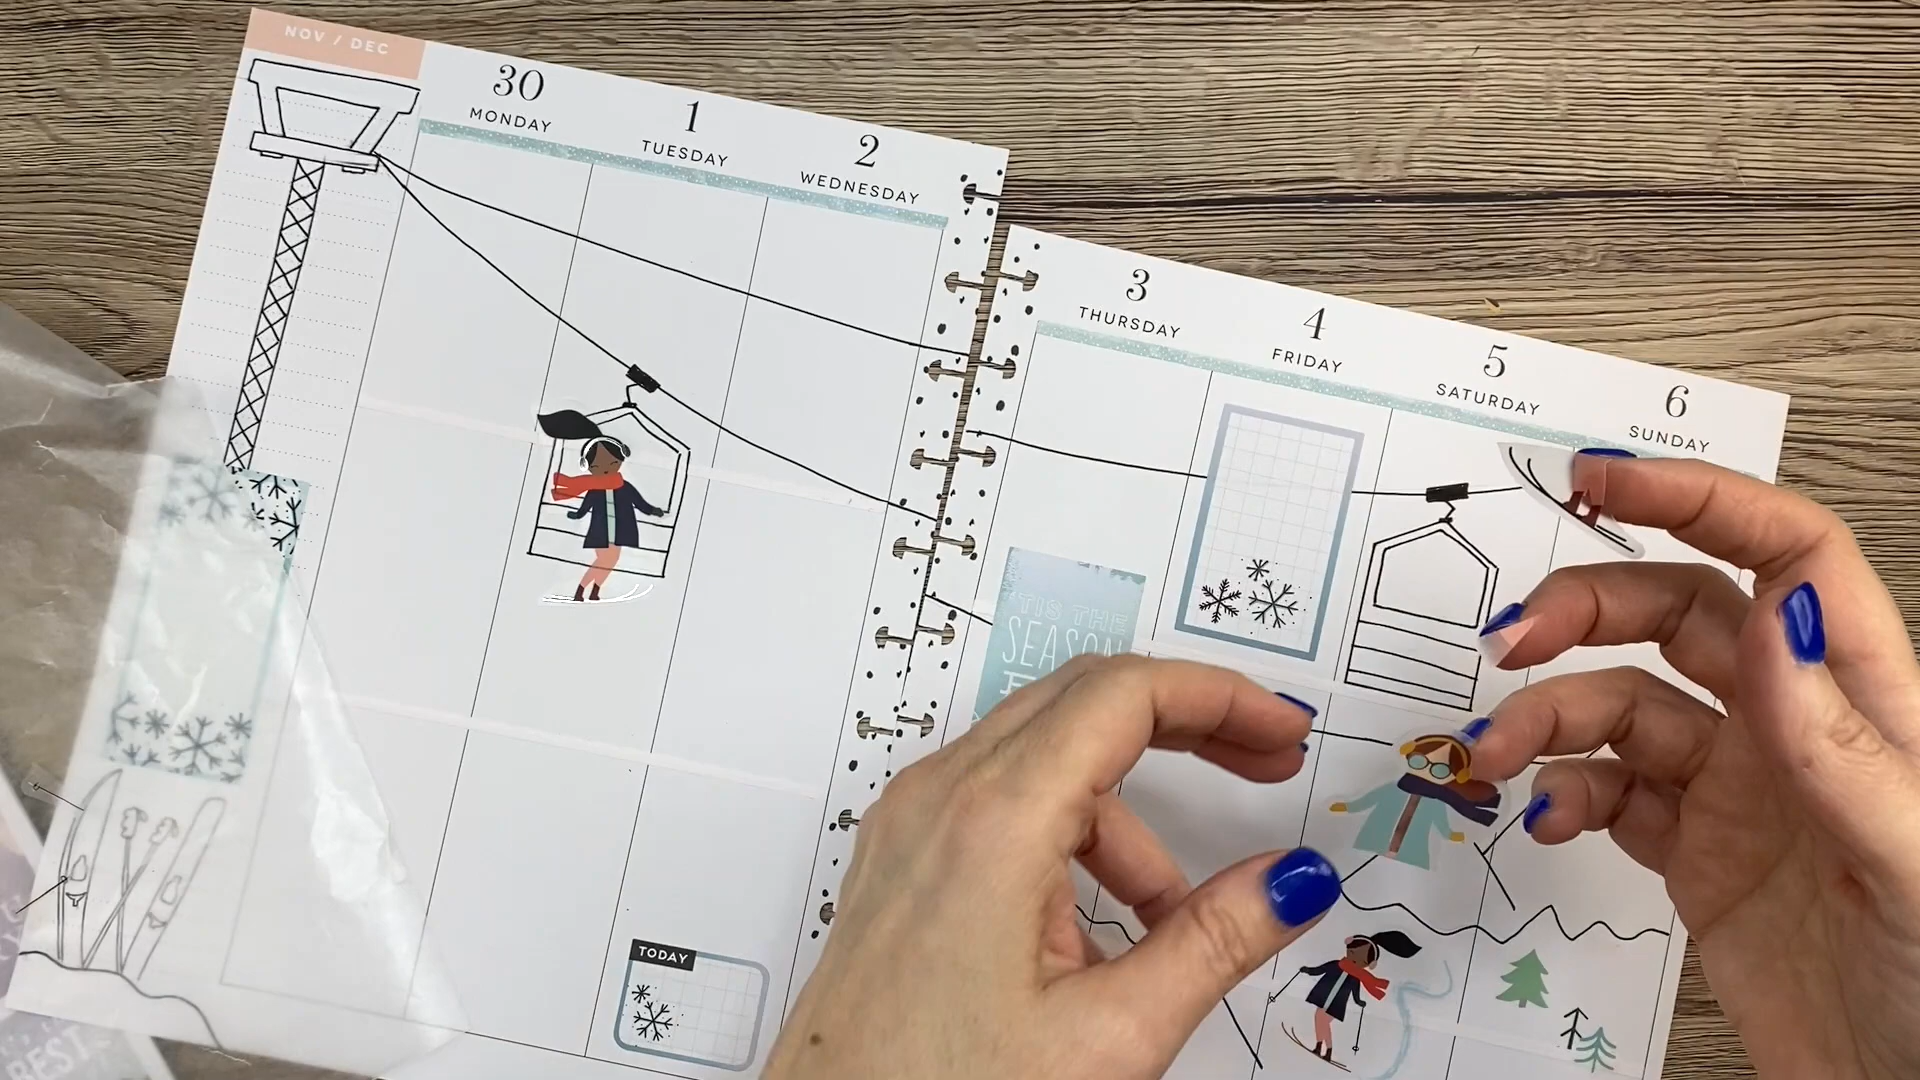 NOV / DEC
30
MONDAY
1
TUESDAY
2
WEDNESDAY
3
THURSDAY
4
FRIDAY
5
SATURDAY
6
SUNDAY
'TIS THE
SEASON
TODAY
BEST